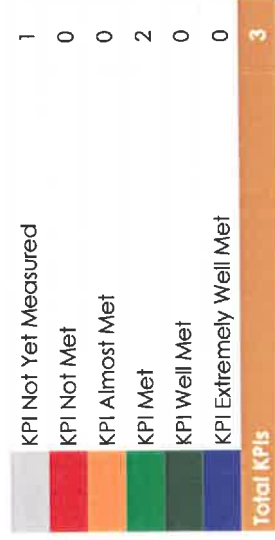 KPI Not Yet Measured 1
KPI Not Met 0
KPI Almost Met 0
KPI Met 2
KPI Well Met 0
KPI Extremely Well Met 0
Total KPIs 3